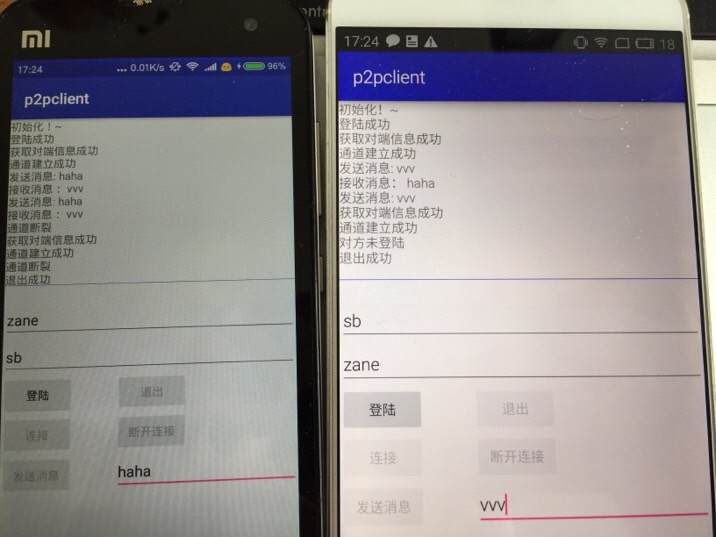 MI
17:24
... 0.01K/s
96%
p2pclient
初始化！~
登陆成功
获取对端信息成功
通道建立成功
发送消息: haha
接收消息： vvv
发送消息: haha
接收消息： vvv
通道断裂
获取对端信息成功
通道建立成功
通道断裂
退出成功
zane
sb
登陆
退出
连接
断开连接
发送消息
haha
17:24
18
p2pclient
初始化！~
登陆成功
获取对端信息成功
通道建立成功
发送消息: vvv
接收消息： haha
发送消息: vvv
获取对端信息成功
通道建立成功
对方未登陆
退出成功
sb
zane
登陆
退出
连接
断开连接
发送消息
vvv